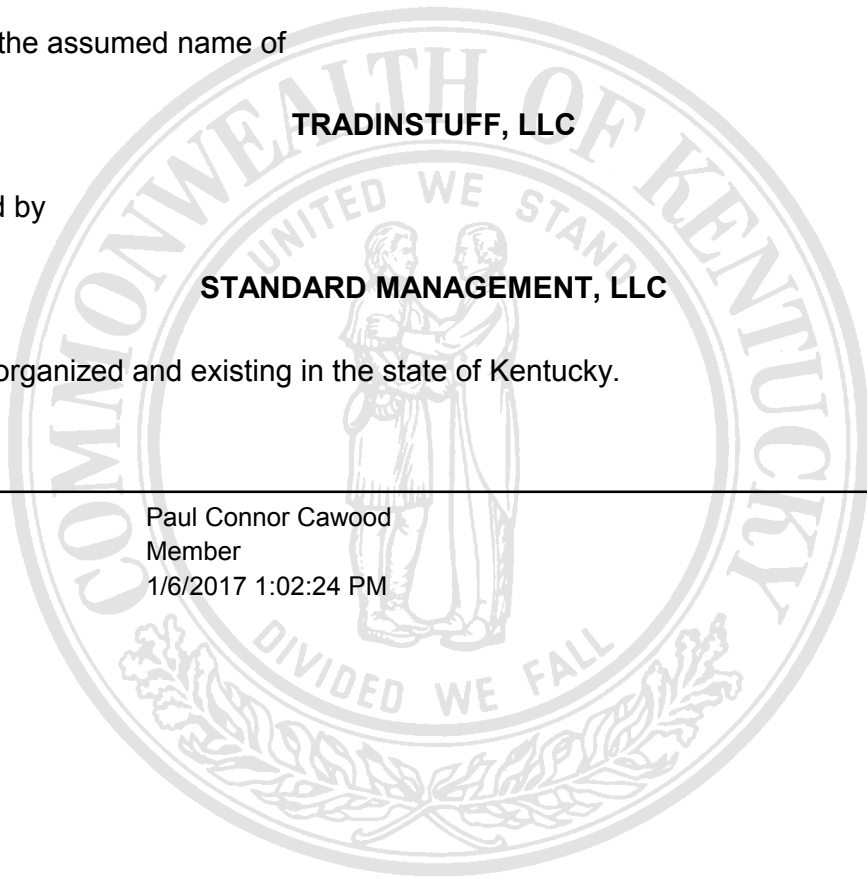 the assumed name of
TRADINSTUFF, LLC
d by
STANDARD MANAGEMENT, LLC
organized and existing in the state of Kentucky.
Paul Connor Cawood
Member
1/6/2017 1:02:24 PM
COMMONWEALTH OF KENTUCKY
UNITED WE STAND
DIVIDED WE FALL